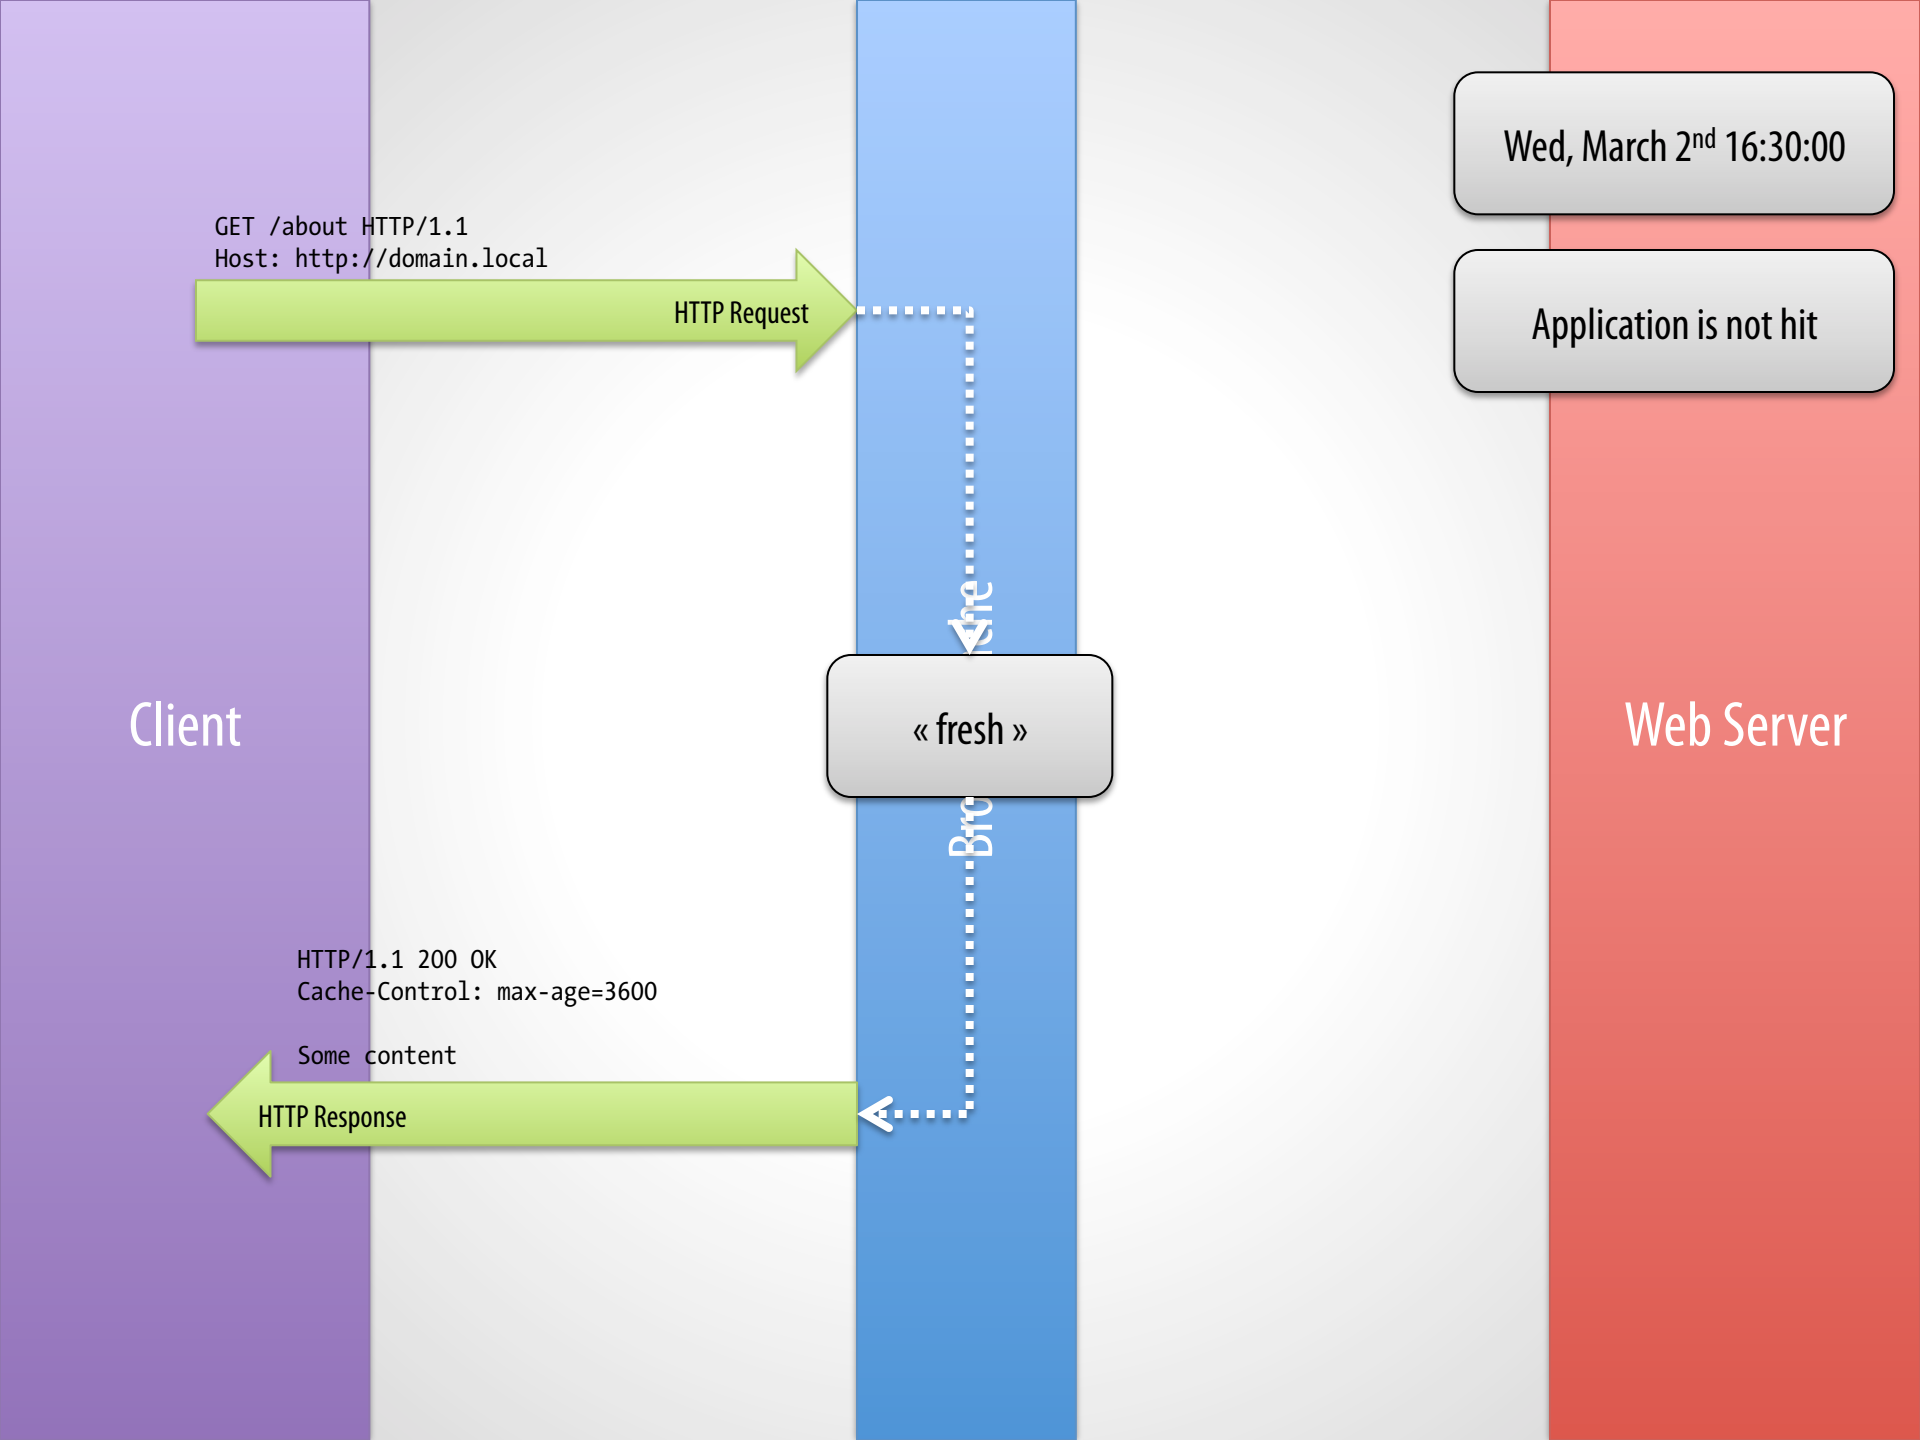 Wed, March 2nd 16:30:00
GET /about HTTP/1.1
Host: http://domain.local
HTTP Request
Application is not hit
Client
« fresh »
Web Server
HTTP/1.1 200 OK
Cache-Control: max-age=3600
Some content
HTTP Response